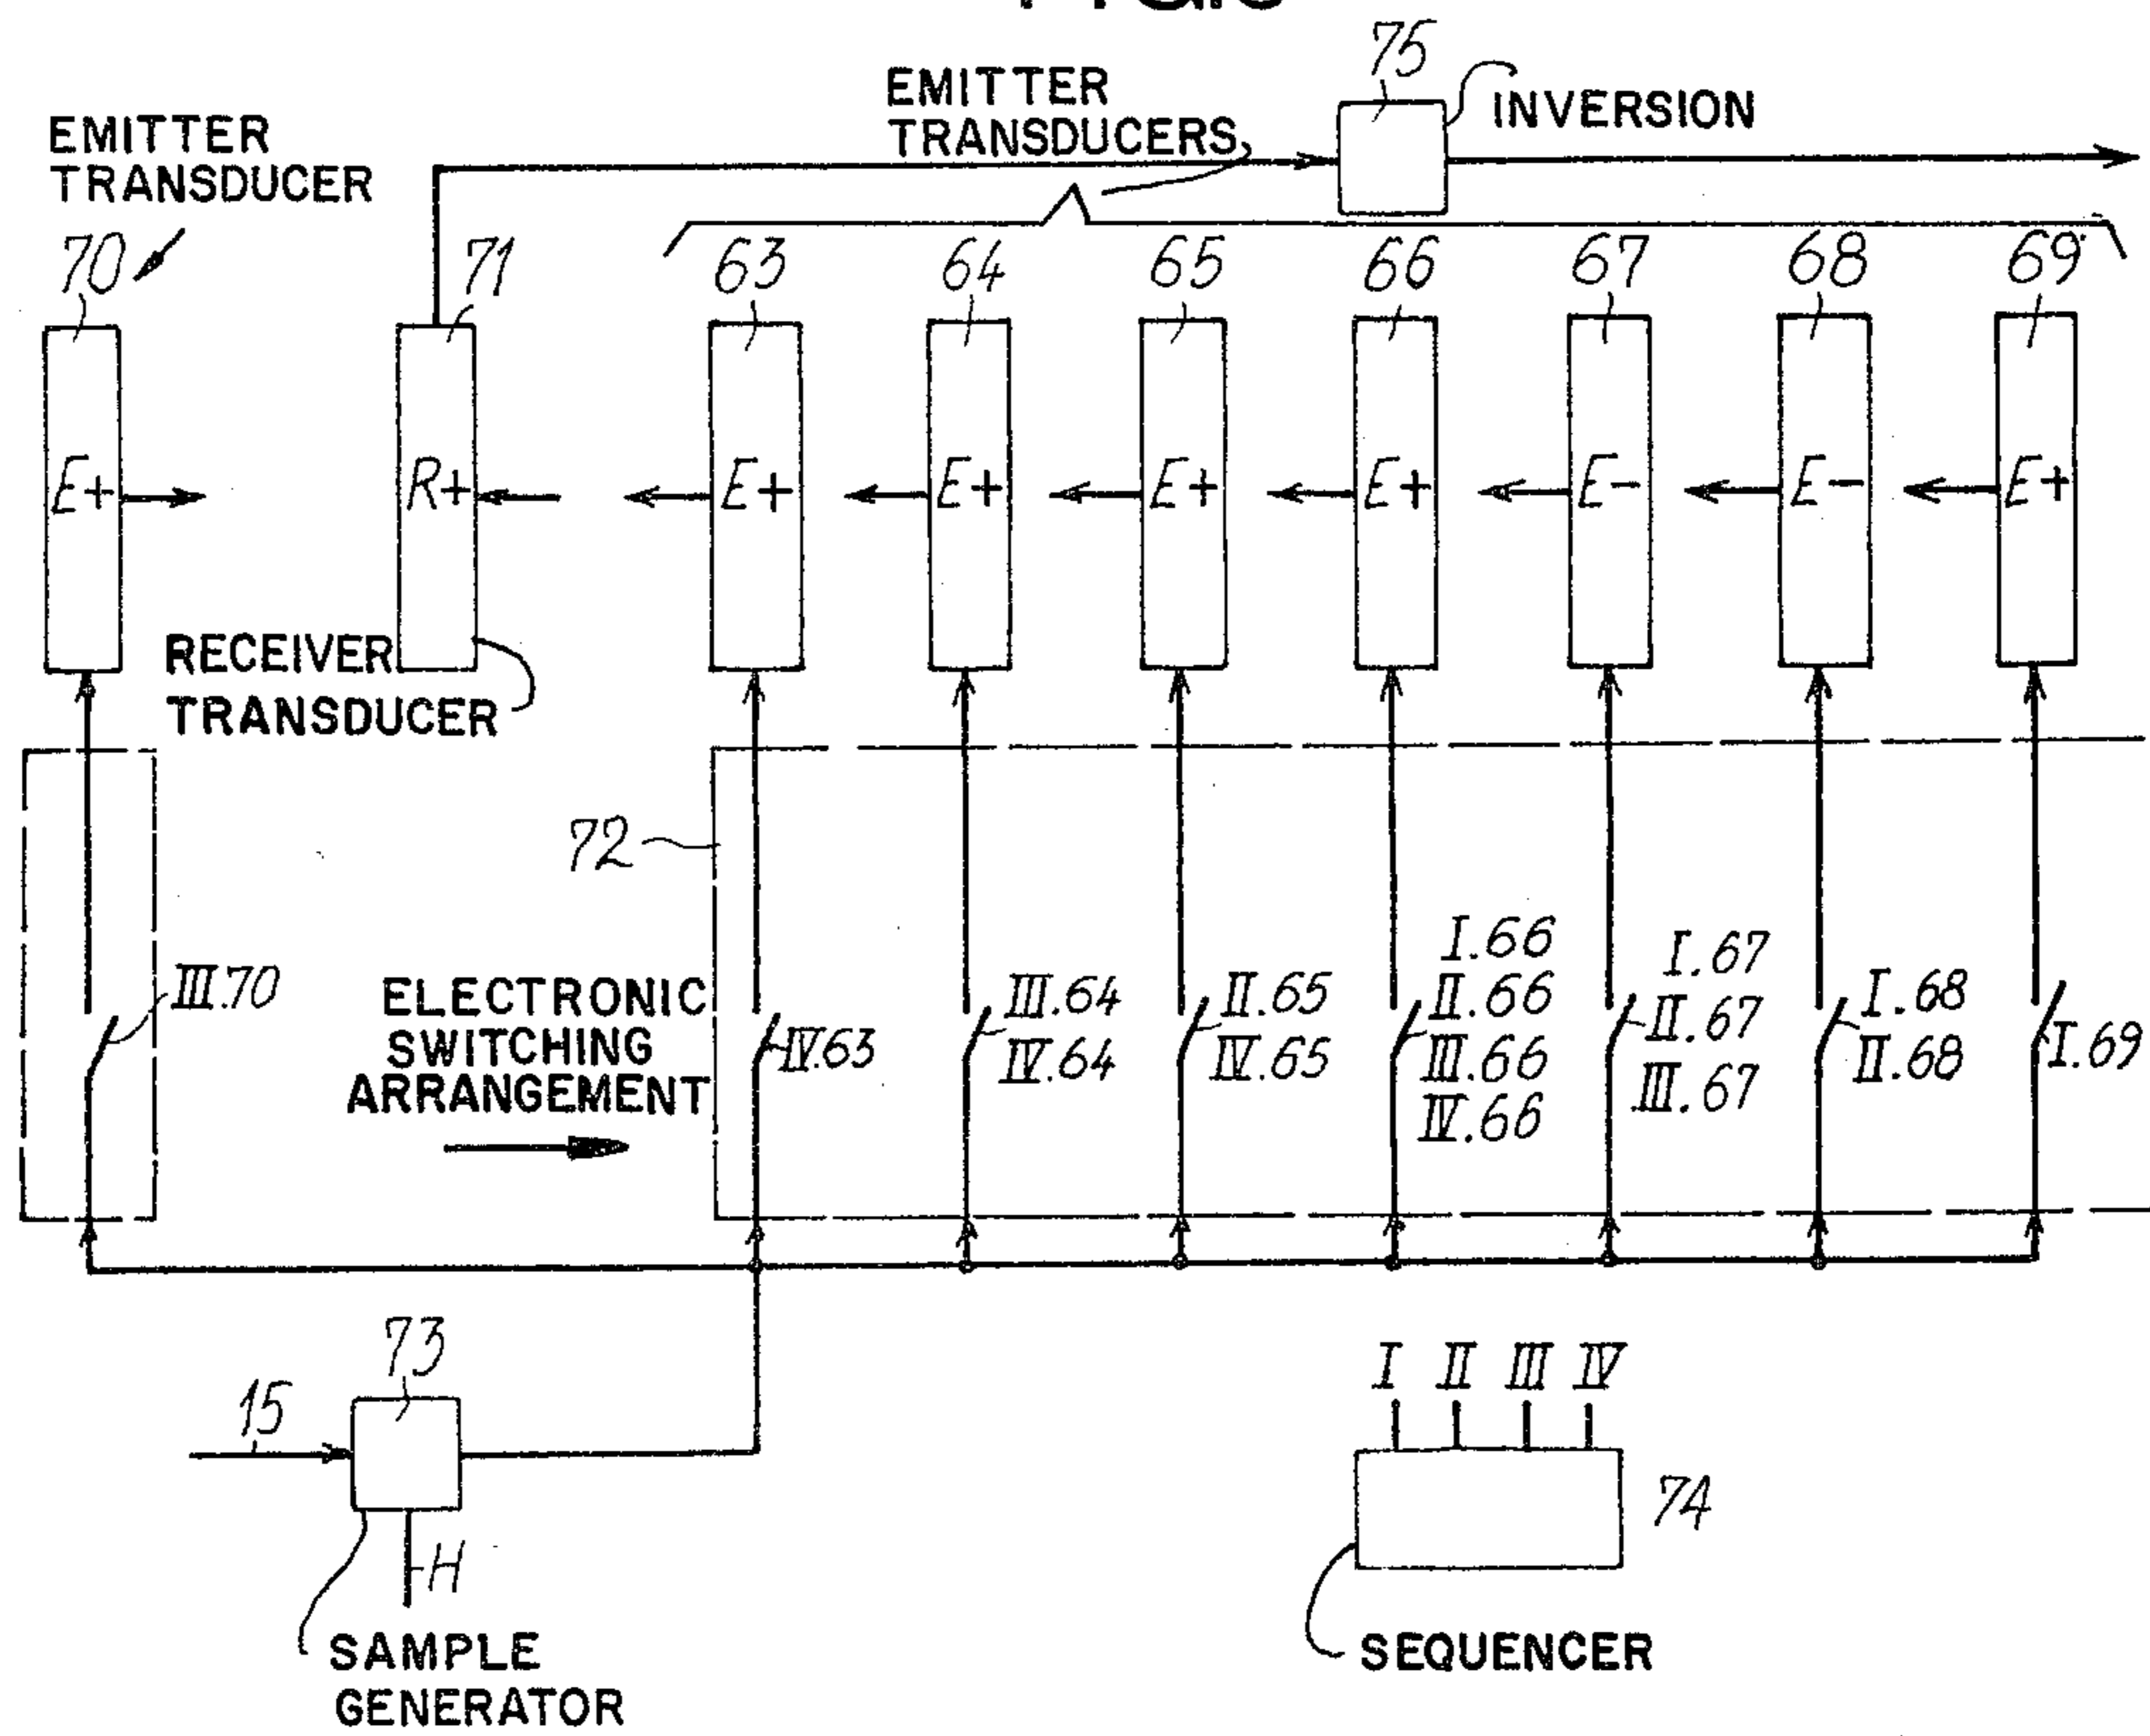 75
EMITTER
TRANSDUCERS
INVERSION
EMITTER
TRANSDUCER
70
71
63
64
65
66
67
68
69
E+
R+
E+
E+
E+
E+
E-
E-
E+
RECEIVER
TRANSDUCER
72
III.70
ELECTRONIC
SWITCHING
ARRANGEMENT
IV.63
III.64
IV.64
II.65
IV.65
I.66
II.66
III.66
IV.66
I.67
II.67
III.67
I.68
II.68
I.69
73
15
H
SAMPLE
GENERATOR
I II III IV
74
SEQUENCER